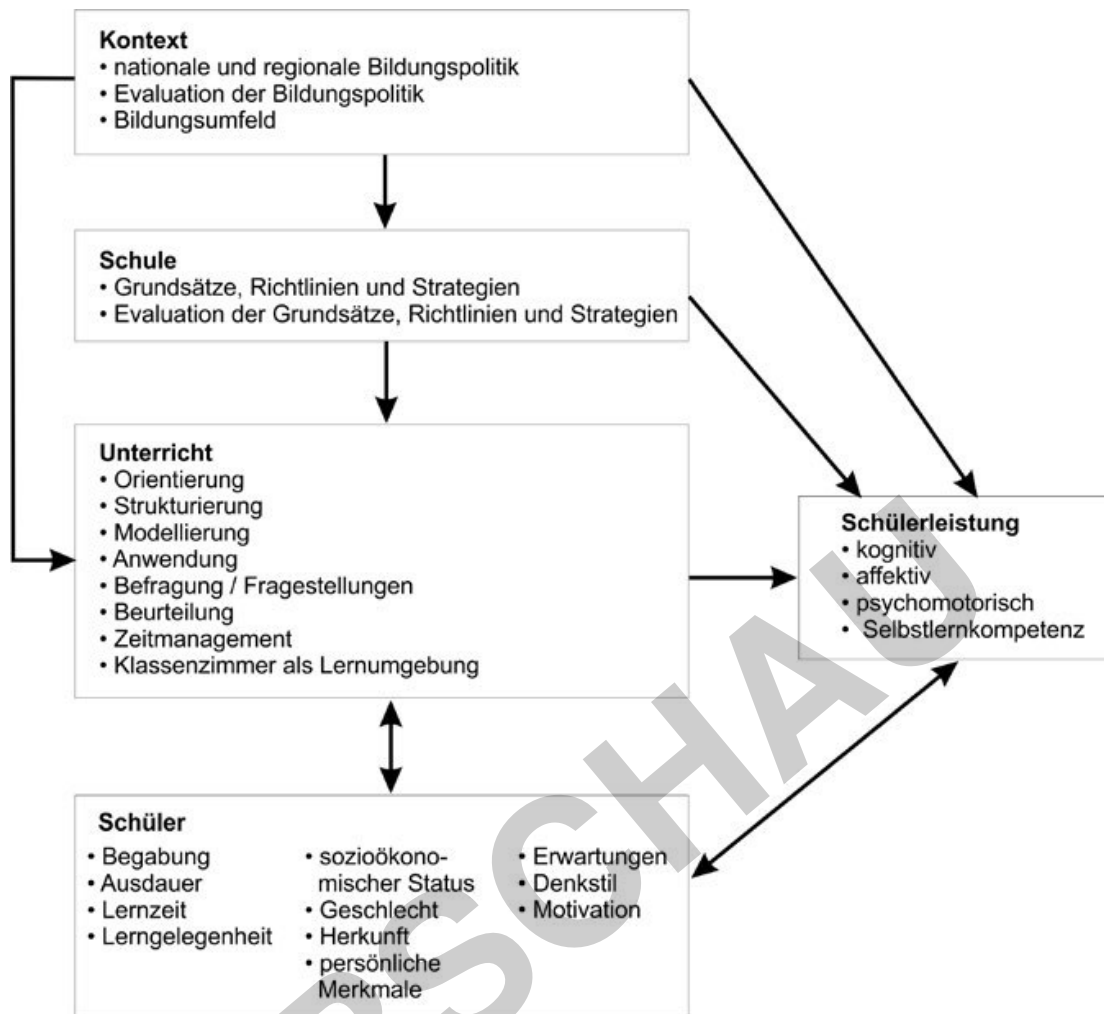 Kontext
• nationale und regionale Bildungspolitik
• Evaluation der Bildungspolitik
• Bildungsumfeld
Schule
• Grundsätze, Richtlinien und Strategien
• Evaluation der Grundsätze, Richtlinien und Strategien
Unterricht
• Orientierung
• Strukturierung
• Modellierung
• Anwendung
• Befragung / Fragestellungen
• Beurteilung
• Zeitmanagement
• Klassenzimmer als Lernumgebung
Schülerleistung
• kognitiv
• affektiv
• psychomotorisch
• Selbstlernkompetenz
Schüler
• Begabung
• Ausdauer
• Lernzeit
• Lerngelegenheit
• sozioökono-
mischer Status
• Geschlecht
• Herkunft
• persönliche
Merkmale
• Erwartungen
• Denkstil
• Motivation
RSCHAU